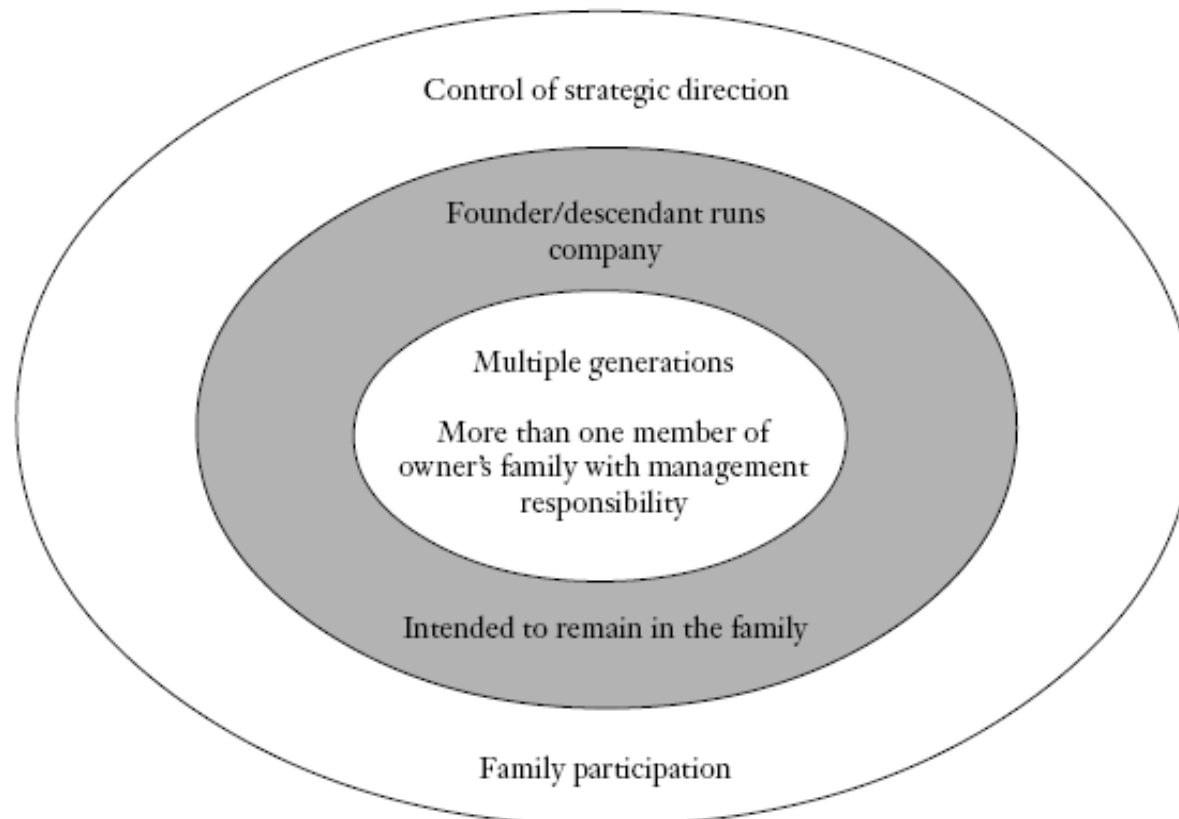 Control of strategic direction
Founder/descendant runs
company
Multiple generations
More than one member of
owner's family with management
responsibility
Intended to remain in the family
Family participation